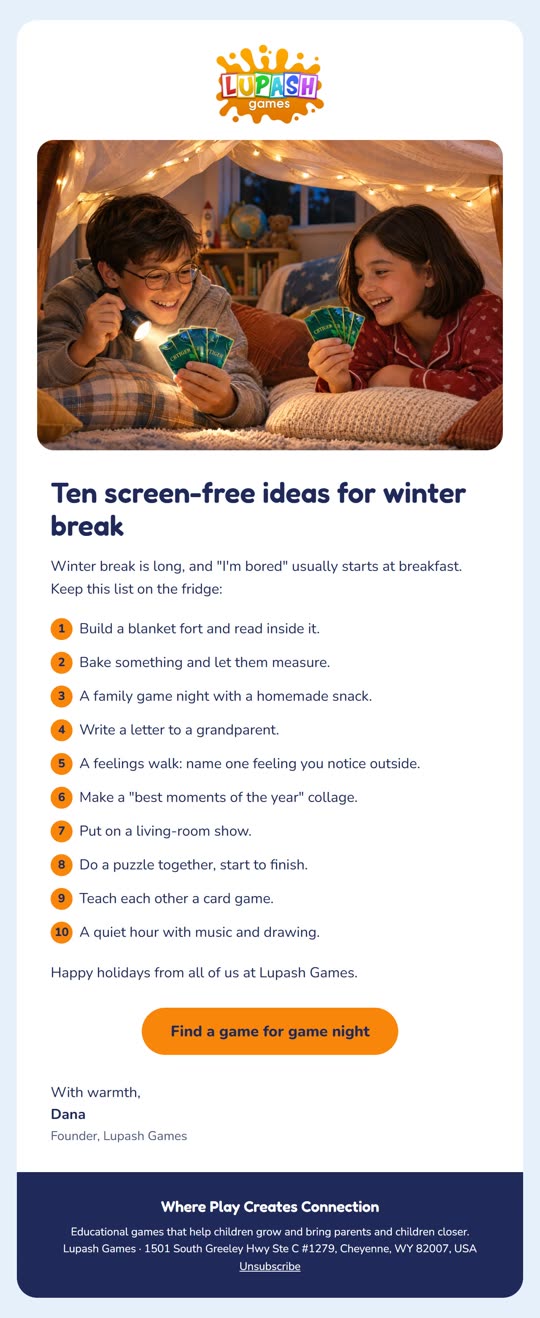 LUPASH
games
Ten screen-free ideas for winter
break
Winter break is long, and "I'm bored" usually starts at breakfast.
Keep this list on the fridge:
1 Build a blanket fort and read inside it.
2 Bake something and let them measure.
3 A family game night with a homemade snack.
4 Write a letter to a grandparent.
5 A feelings walk: name one feeling you notice outside.
6 Make a "best moments of the year" collage.
7 Put on a living-room show.
8 Do a puzzle together, start to finish.
9 Teach each other a card game.
10 A quiet hour with music and drawing.
Happy holidays from all of us at Lupash Games.
Find a game for game night
With warmth,
Dana
Founder, Lupash Games
Where Play Creates Connection
Educational games that help children grow and bring parents and children closer.
Lupash Games · 1501 South Greeley Hwy Ste C #1279, Cheyenne, WY 82007, USA
Unsubscribe